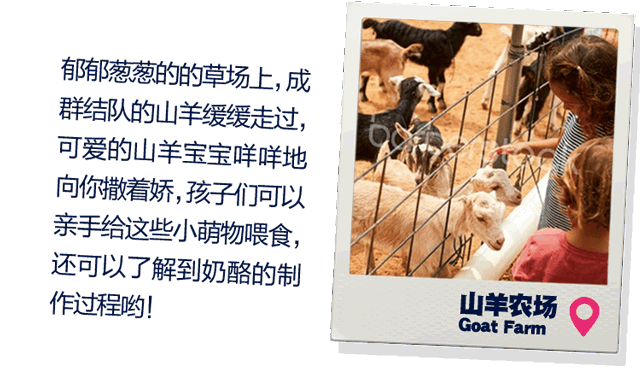 郁郁葱葱的的草场上，成
群结队的山羊缓缓走过，
可爱的山羊宝宝咩咩地
向你撒着娇，孩子们可以
亲手给这些小萌物喂食，
还可以了解到奶酪的制
作过程哟！
山羊农场
Goat Farm